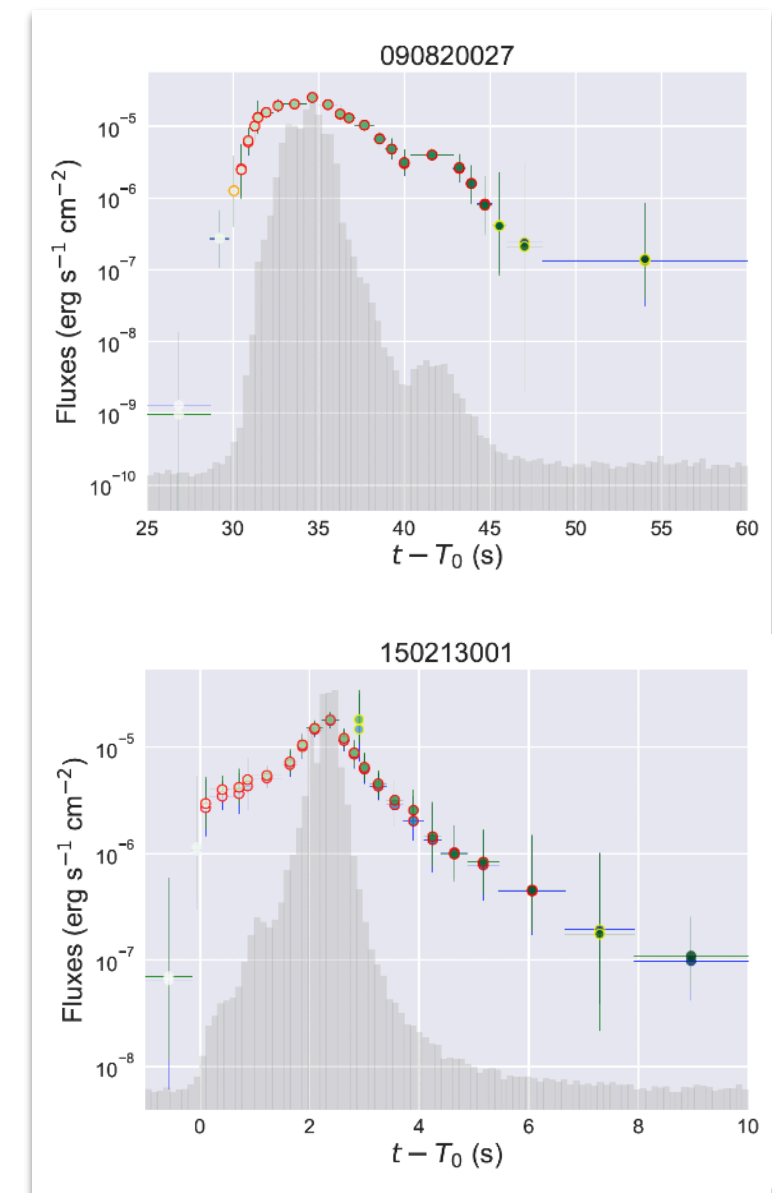 090820027
Fluxes (erg s⁻¹ cm⁻²)
10⁻⁵
10⁻⁶
10⁻⁷
10⁻⁸
10⁻⁹
10⁻¹⁰
25 30 35 40 45 50 55 60
t − T₀ (s)
150213001
Fluxes (erg s⁻¹ cm⁻²)
10⁻⁵
10⁻⁶
10⁻⁷
10⁻⁸
0 2 4 6 8 10
t − T₀ (s)